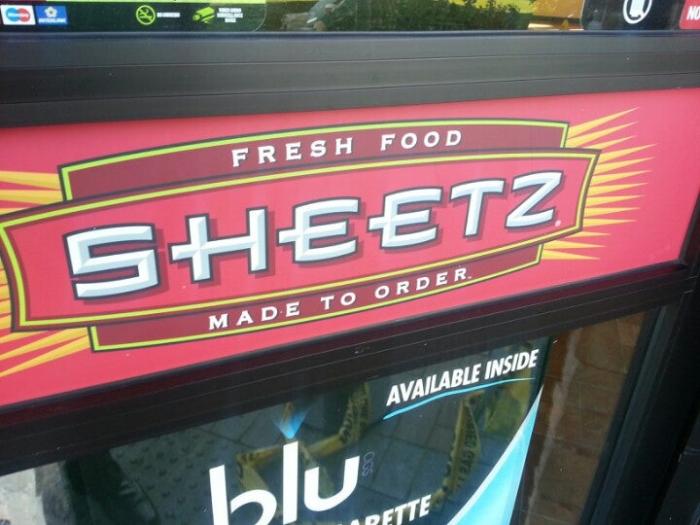 FRESH FOOD
SHEETZ
MADE TO ORDER
AVAILABLE INSIDE
blu